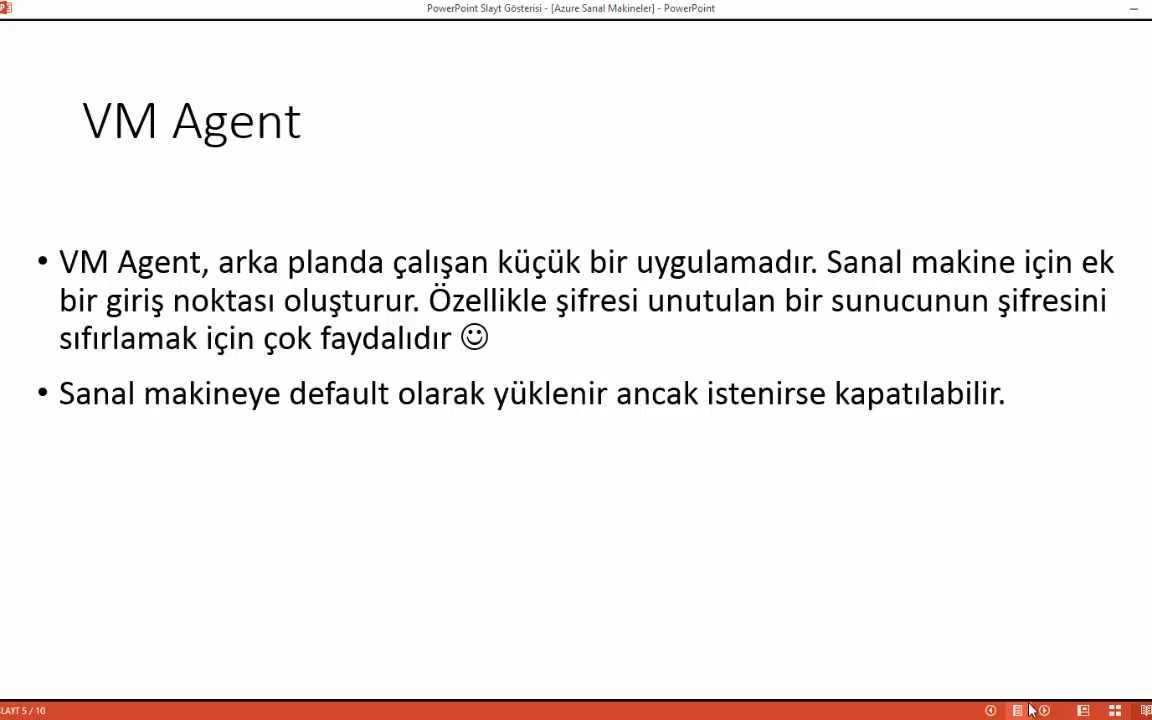 PowerPoint Slayt Gösterisi - [Azure Sanal Makineler] - PowerPoint
VM Agent
• VM Agent, arka planda çalışan küçük bir uygulamadır. Sanal makine için ek
bir giriş noktası oluşturur. Özellikle şifresi unutulan bir sunucunun şifresini
sıfırlamak için çok faydalıdır ☺
• Sanal makineye default olarak yüklenir ancak istenirse kapatılabilir.
SLAYT 5 / 10